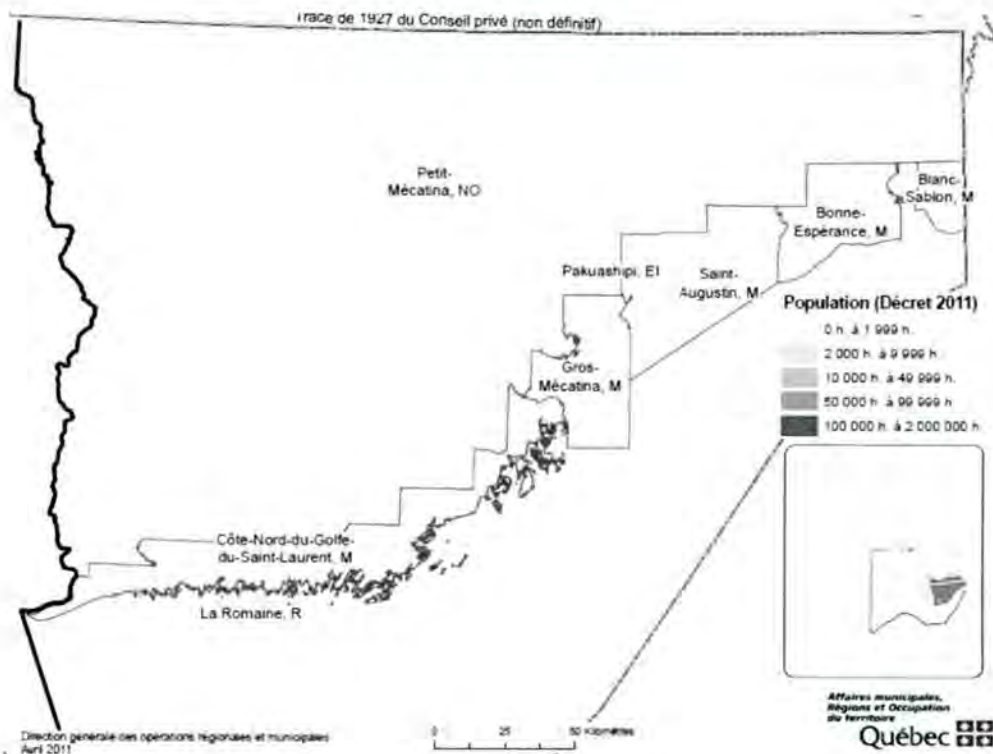 Trace de 1927 du Conseil privé (non définitif)
Petit-
Mécatina, NO
Blanc-
Sablon, M
Bonne-
Espérance, M
Pakuashipi, EI
Saint-
Augustin, M
Population (Décret 2011)
0 h. à 1 999 h.
2 000 h. à 9 999 h.
10 000 h. à 49 999 h.
50 000 h. à 99 999 h.
100 000 h. à 2 000 000 h.
Gros-
Mécatina, M
Côte-Nord-du-Golfe-
du-Saint-Laurent, M
La Romaine, R
Affaires municipales,
Régions et Occupation
du territoire
Québec
Direction générale des opérations régionales et municipales
Avril 2011
0 25 50 Kilomètres